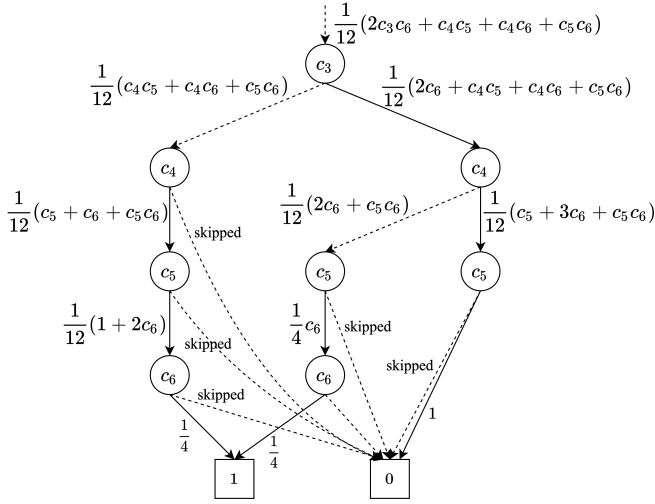 1/12(2c₃c₆ + c₄c₅ + c₄c₆ + c₅c₆)
c₃
1/12(c₄c₅ + c₄c₆ + c₅c₆)
1/12(2c₆ + c₄c₅ + c₄c₆ + c₅c₆)
c₄
c₄
1/12(c₅ + c₆ + c₅c₆)
skipped
1/12(2c₆ + c₅c₆)
1/12(c₅ + 3c₆ + c₅c₆)
c₅
c₅
c₅
1/12(1 + 2c₆)
skipped
1/4c₆
skipped
skipped
c₆
skipped
c₆
1
1/4
1/4
1
0